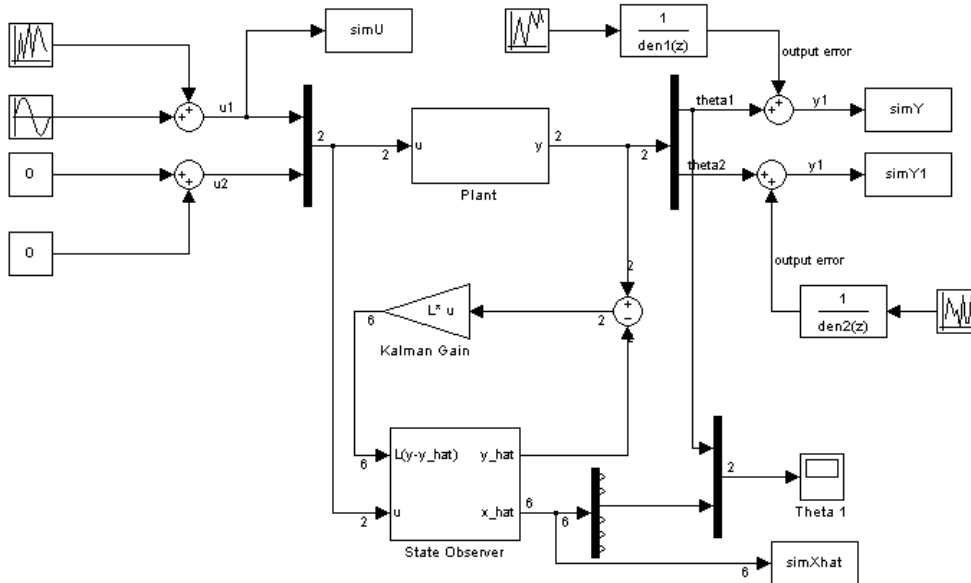 simU
1
den1(z)
output error
+
+
u1
2
2
u
y
2
2
Plant
theta1
+
+
y1
simY
0
+
+
u2
theta2
+
+
y1
simY1
0
output error
2
1
den2(z)
6
L* u
2
+
−
Kalman Gain
L(y-y_hat)
y_hat
6
2
u
x_hat
6
6
2
Theta 1
State Observer
simXhat
6